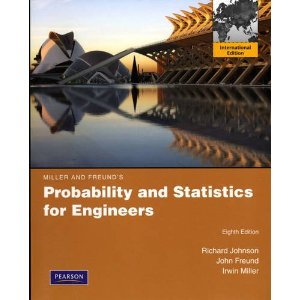 International
Edition
MILLER AND FREUND'S
Probability and Statistics
for Engineers
Eighth Edition
Richard Johnson
John Freund
Irwin Miller
PEARSON